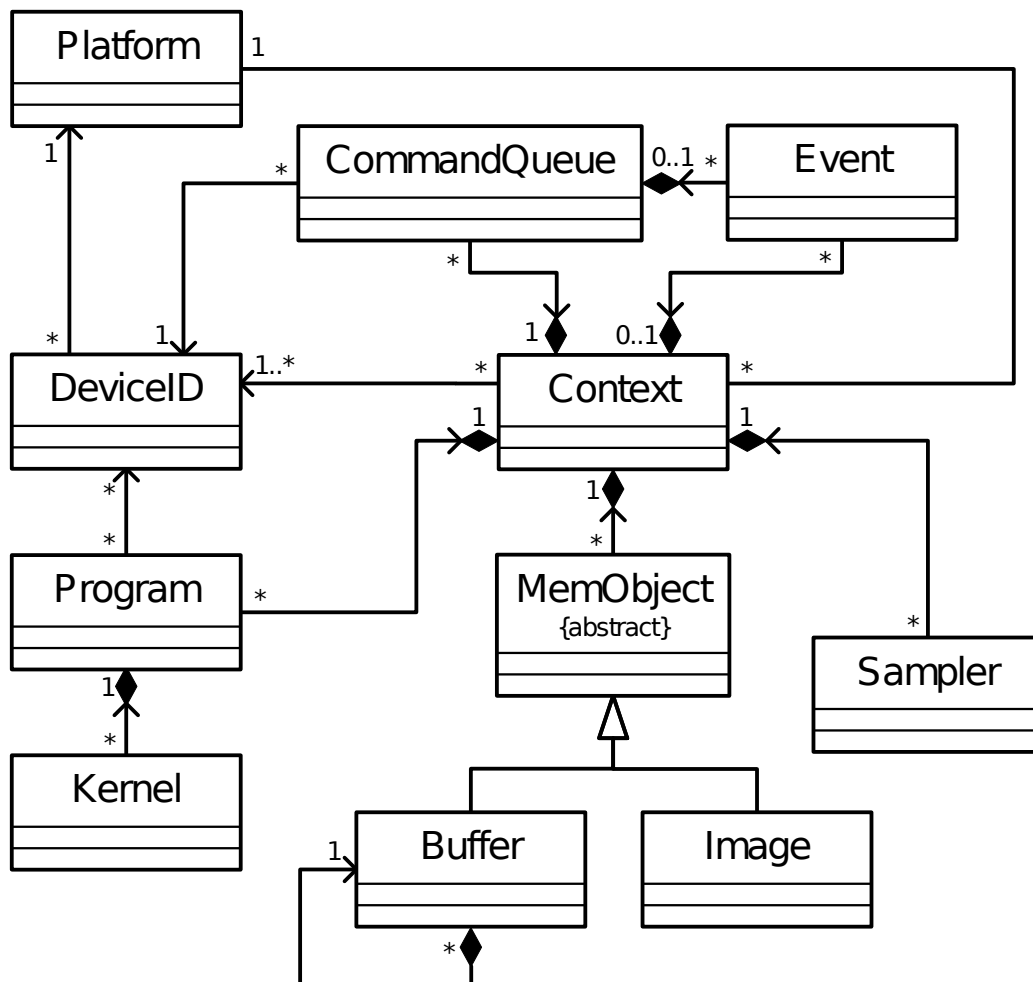 Platform
1
1
CommandQueue
0..1
*
Event
*
*
*
1
*
1
0..1
DeviceID
1..*
*
Context
*
1
1
*
1
*
*
Program
*
MemObject
{abstract}
*
Sampler
1
*
Kernel
1
Buffer
Image
*